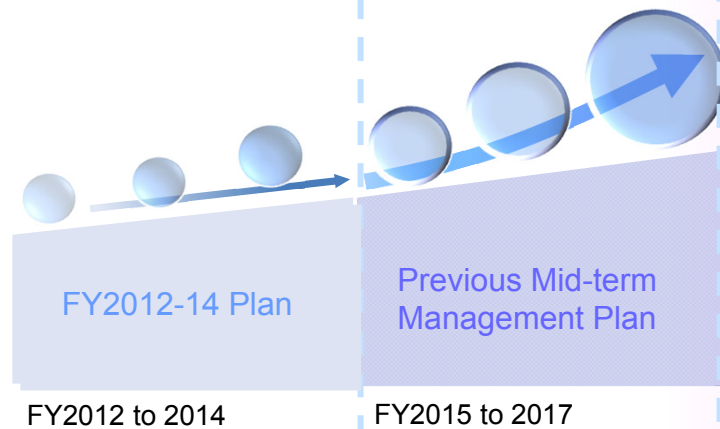 FY2012-14 Plan
Previous Mid-term
Management Plan
FY2012 to 2014
FY2015 to 2017